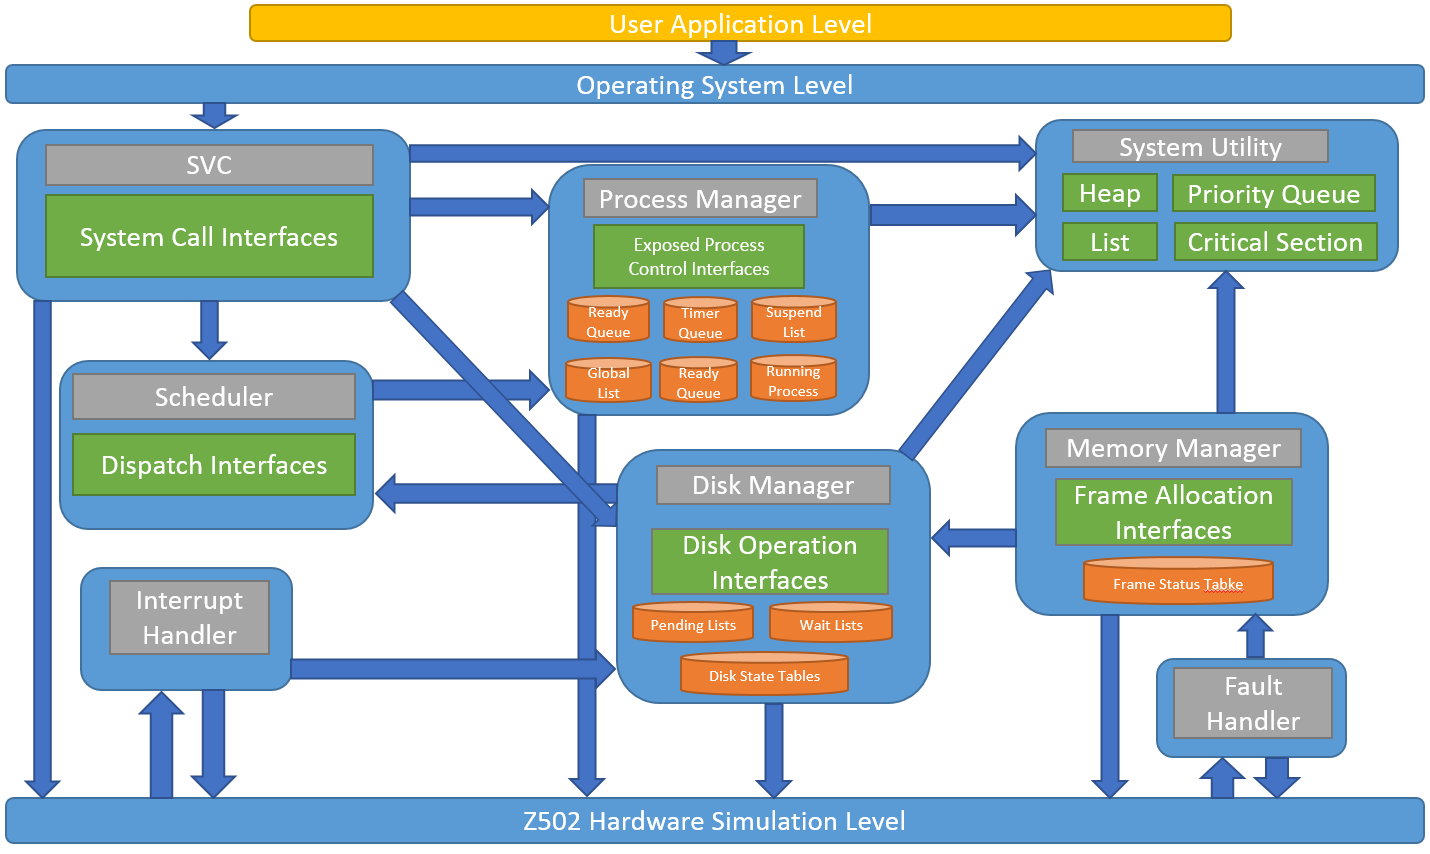 User Application Level
Operating System Level
SVC
System Call Interfaces
Process Manager
Exposed Process
Control Interfaces
Ready
Queue
Timer
Queue
Suspend
List
Global
List
Ready
Queue
Running
Process
System Utility
Heap
Priority Queue
List
Critical Section
Scheduler
Dispatch Interfaces
Disk Manager
Disk Operation
Interfaces
Pending Lists
Wait Lists
Disk State Tables
Memory Manager
Frame Allocation
Interfaces
Frame Status Tabke
Interrupt
Handler
Fault
Handler
Z502 Hardware Simulation Level